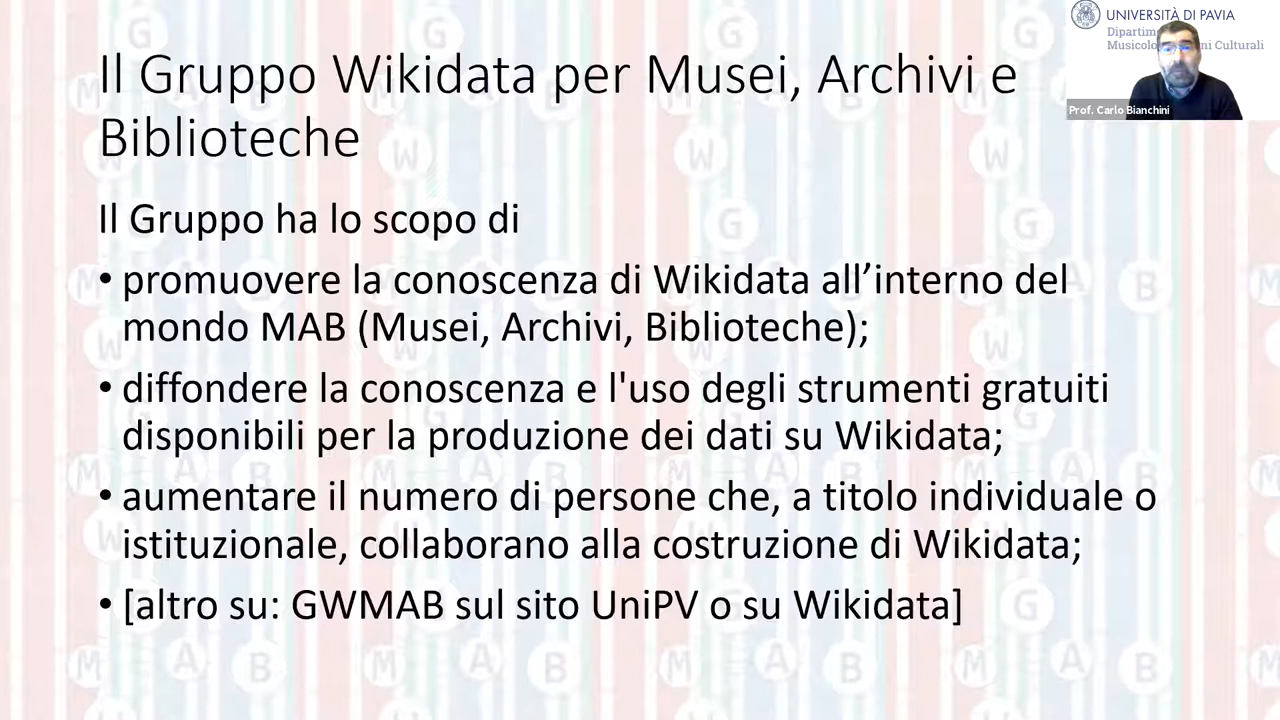 UNIVERSITÀ DI PAVIA
Musicolo
ni Culturali
Prof. Carlo Bianchini
Il Gruppo Wikidata per Musei, Archivi e
Biblioteche
Il Gruppo ha lo scopo di
• promuovere la conoscenza di Wikidata all’interno del
mondo MAB (Musei, Archivi, Biblioteche);
• diffondere la conoscenza e l'uso degli strumenti gratuiti
disponibili per la produzione dei dati su Wikidata;
• aumentare il numero di persone che, a titolo individuale o
istituzionale, collaborano alla costruzione di Wikidata;
• [altro su: GWMAB sul sito UniPV o su Wikidata]